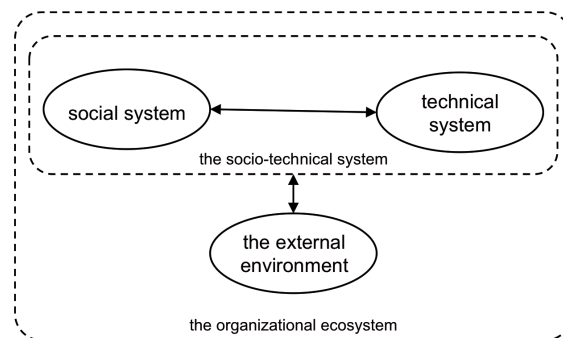 social system
technical
system
the socio-technical system
the external
environment
the organizational ecosystem